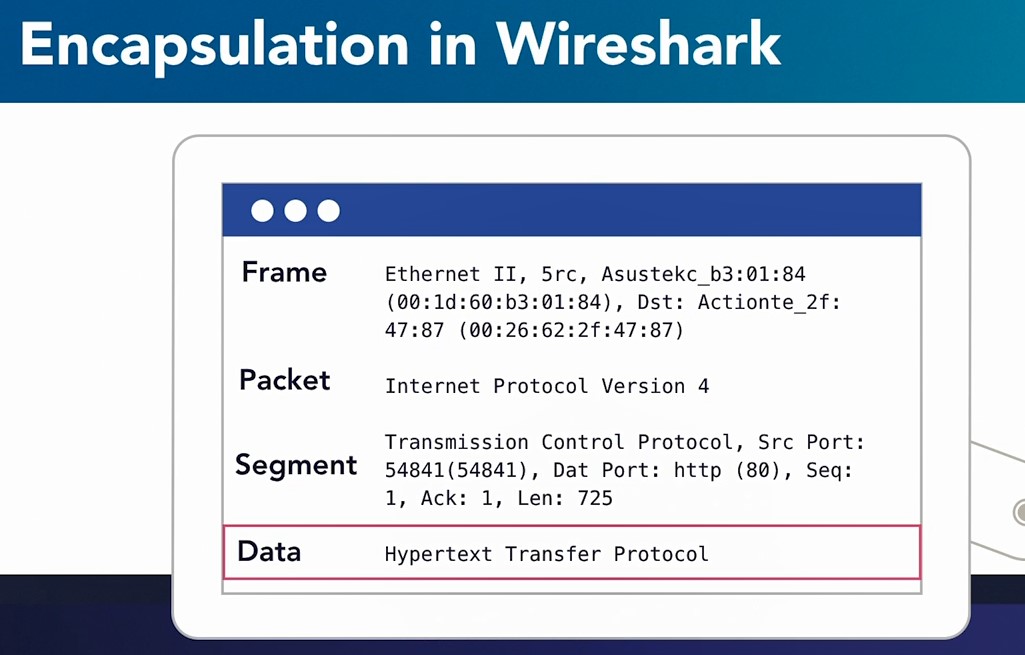 Encapsulation in Wireshark
Frame
Ethernet II, 5rc, Asustekc_b3:01:84
(00:1d:60:b3:01:84), Dst: Actionte_2f:
47:87 (00:26:62:2f:47:87)
Packet
Internet Protocol Version 4
Segment
Transmission Control Protocol, Src Port:
54841(54841), Dat Port: http (80), Seq:
1, Ack: 1, Len: 725
Data
Hypertext Transfer Protocol